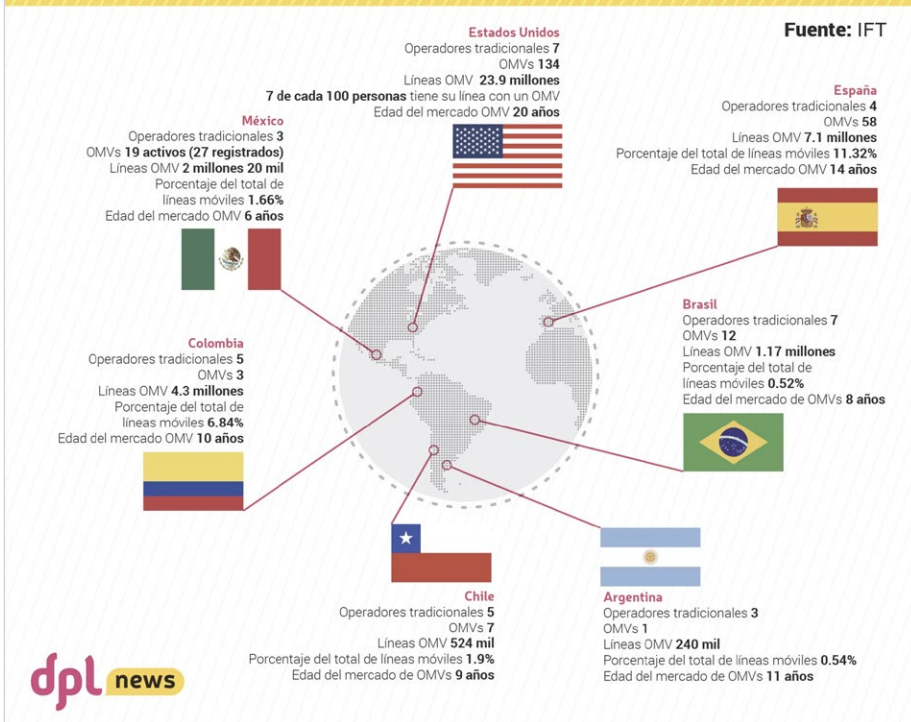 Fuente: IFT
Estados Unidos
Operadores tradicionales 7
OMVs 134
Líneas OMV 23.9 millones
7 de cada 100 personas tiene su línea con un OMV
Edad del mercado OMV 20 años
España
Operadores tradicionales 4
OMVs 58
Líneas OMV 7.1 millones
Porcentaje del total de líneas móviles 11.32%
Edad del mercado OMV 14 años
México
Operadores tradicionales 3
OMVs 19 activos (27 registrados)
Líneas OMV 2 millones 20 mil
Porcentaje del total de
líneas móviles 1.66%
Edad del mercado OMV 6 años
Brasil
Operadores tradicionales 7
OMVs 12
Líneas OMV 1.17 millones
Porcentaje del total de
líneas móviles 0.52%
Edad del mercado de OMVs 8 años
Colombia
Operadores tradicionales 5
OMVs 3
Líneas OMV 4.3 millones
Porcentaje del total de
líneas móviles 6.84%
Edad del mercado OMV 10 años
Chile
Operadores tradicionales 5
OMVs 7
Líneas OMV 524 mil
Porcentaje del total de líneas móviles 1.9%
Edad del mercado de OMVs 9 años
Argentina
Operadores tradicionales 3
OMVs 1
Líneas OMV 240 mil
Porcentaje del total de líneas móviles 0.54%
Edad del mercado de OMVs 11 años
dpl news